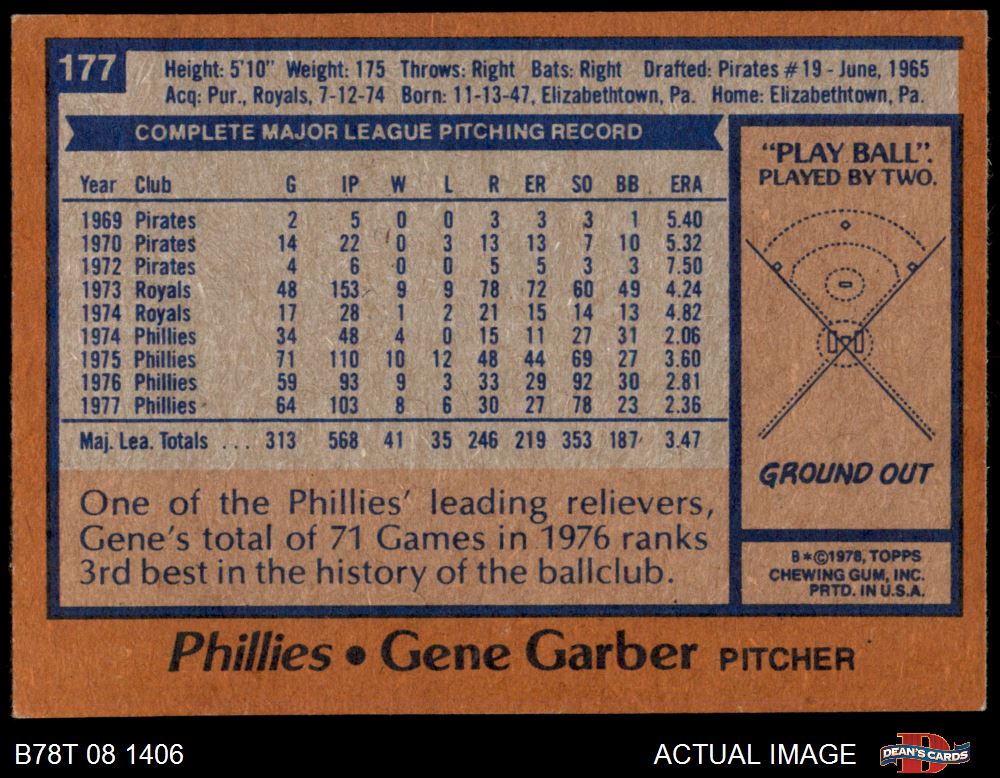 177
Height: 5'10" Weight: 175 Throws: Right Bats: Right Drafted: Pirates #19 - June, 1965
Acq: Pur., Royals, 7-12-74 Born: 11-13-47, Elizabethtown, Pa. Home: Elizabethtown, Pa.
COMPLETE MAJOR LEAGUE PITCHING RECORD
Year Club G IP W L R ER SO BB ERA
1969 Pirates 2 5 0 0 3 3 3 1 5.40
1970 Pirates 14 22 0 3 13 13 7 10 5.32
1972 Pirates 4 6 0 0 5 5 3 3 7.50
1973 Royals 48 153 9 9 78 72 60 49 4.24
1974 Royals 17 28 1 2 21 15 14 13 4.82
1974 Phillies 34 48 4 0 15 11 27 31 2.06
1975 Phillies 71 110 10 12 48 44 69 27 3.60
1976 Phillies 59 93 9 3 33 29 92 30 2.81
1977 Phillies 64 103 8 6 30 27 78 23 2.36
Maj. Lea. Totals ... 313 568 41 35 246 219 353 187 3.47
One of the Phillies' leading relievers,
Gene's total of 71 Games in 1976 ranks
3rd best in the history of the ballclub.
"PLAY BALL".
PLAYED BY TWO.
GROUND OUT
B*©1978, TOPPS
CHEWING GUM, INC.
PRTD. IN U.S.A.
Phillies • Gene Garber PITCHER
B78T 08 1406
ACTUAL IMAGE
DEAN'S CARDS